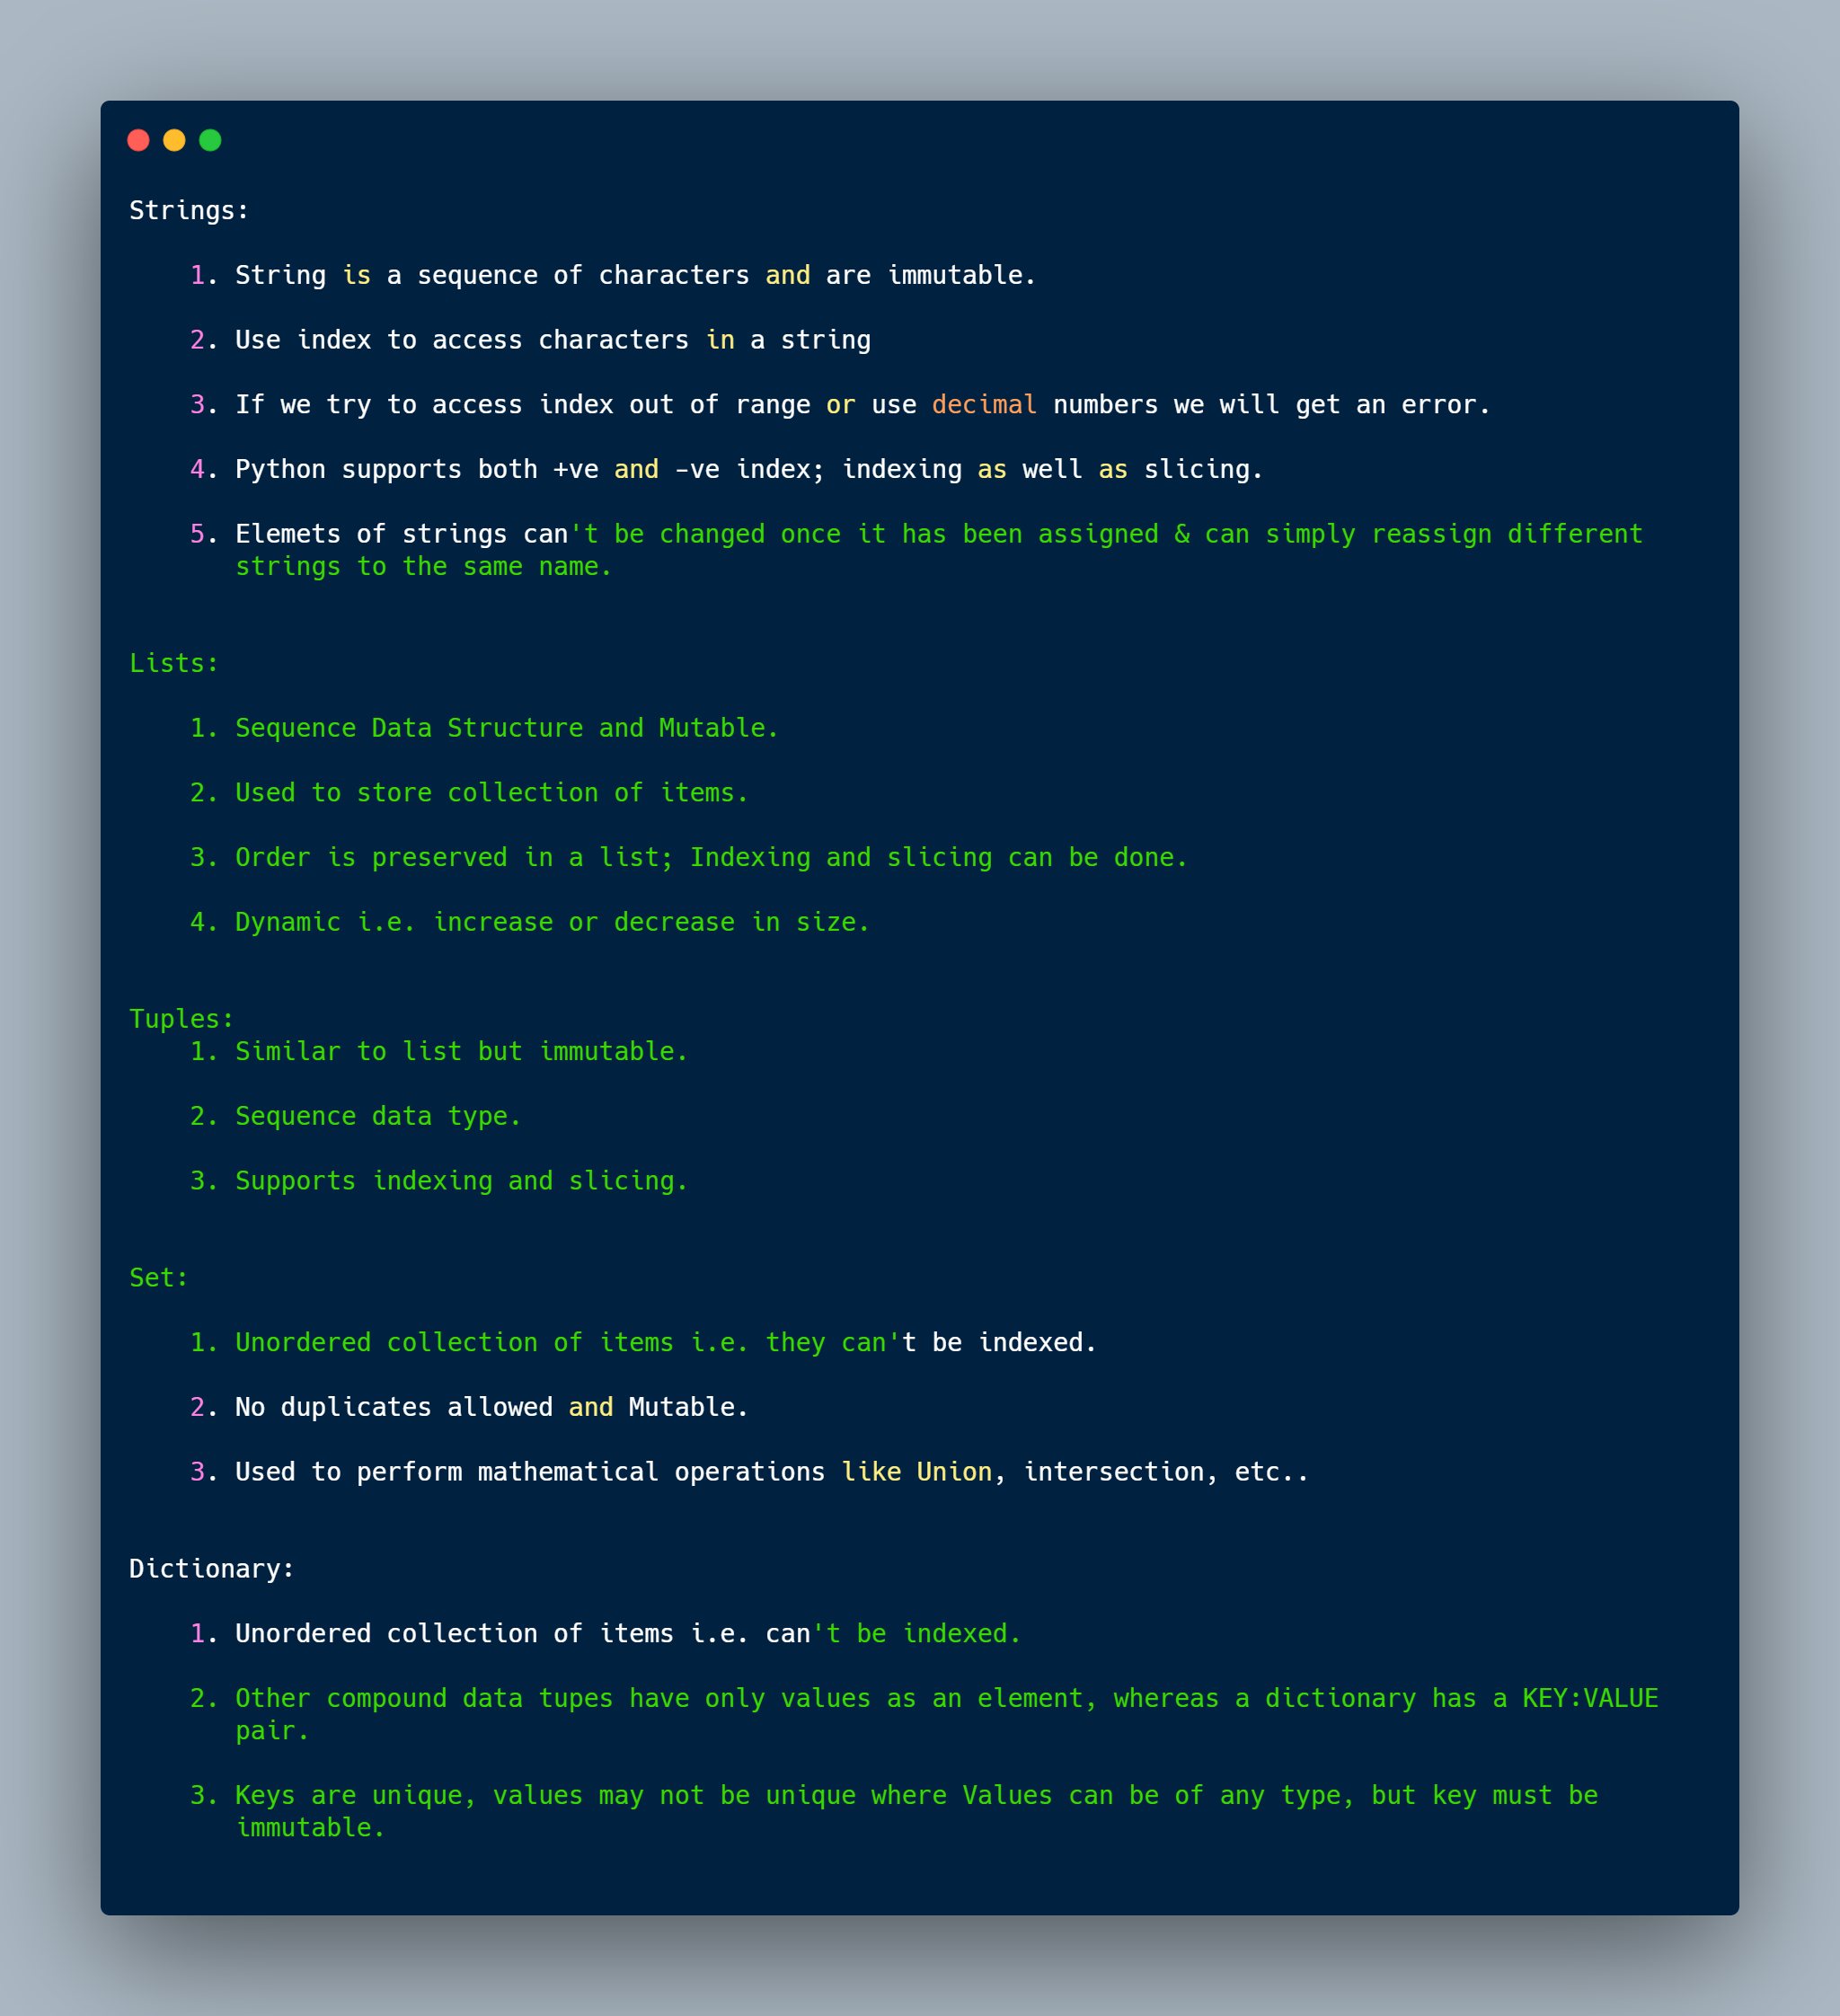 Strings:
1. String is a sequence of characters and are immutable.
2. Use index to access characters in a string
3. If we try to access index out of range or use decimal numbers we will get an error.
4. Python supports both +ve and -ve index; indexing as well as slicing.
5. Elemets of strings can't be changed once it has been assigned & can simply reassign different
strings to the same name.
Lists:
1. Sequence Data Structure and Mutable.
2. Used to store collection of items.
3. Order is preserved in a list; Indexing and slicing can be done.
4. Dynamic i.e. increase or decrease in size.
Tuples:
1. Similar to list but immutable.
2. Sequence data type.
3. Supports indexing and slicing.
Set:
1. Unordered collection of items i.e. they can't be indexed.
2. No duplicates allowed and Mutable.
3. Used to perform mathematical operations like Union, intersection, etc..
Dictionary:
1. Unordered collection of items i.e. can't be indexed.
2. Other compound data tupes have only values as an element, whereas a dictionary has a KEY:VALUE
pair.
3. Keys are unique, values may not be unique where Values can be of any type, but key must be
immutable.